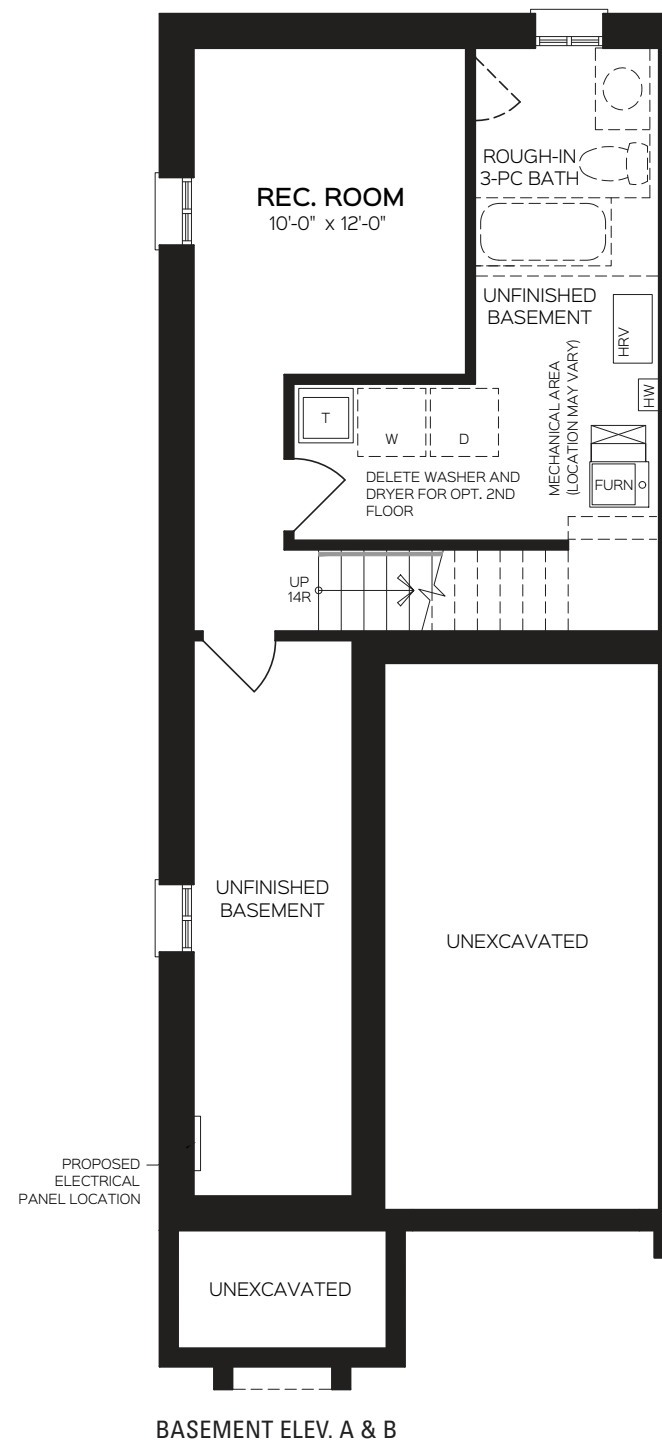 REC. ROOM
10'-0" x 12'-0"
ROUGH-IN
3-PC BATH
UNFINISHED
BASEMENT
HRV
HW
MECHANICAL AREA
(LOCATION MAY VARY)
FURN
T
W
D
DELETE WASHER AND
DRYER FOR OPT. 2ND
FLOOR
UP
14R
UNFINISHED
BASEMENT
UNEXCAVATED
PROPOSED
ELECTRICAL
PANEL LOCATION
UNEXCAVATED
BASEMENT ELEV. A & B